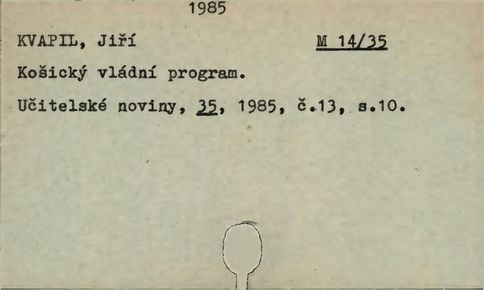 1985
KVAPIL, Jiří M 14/35
Košický vládní program.
Učitelské noviny, 35, 1985, č.13, s.10.